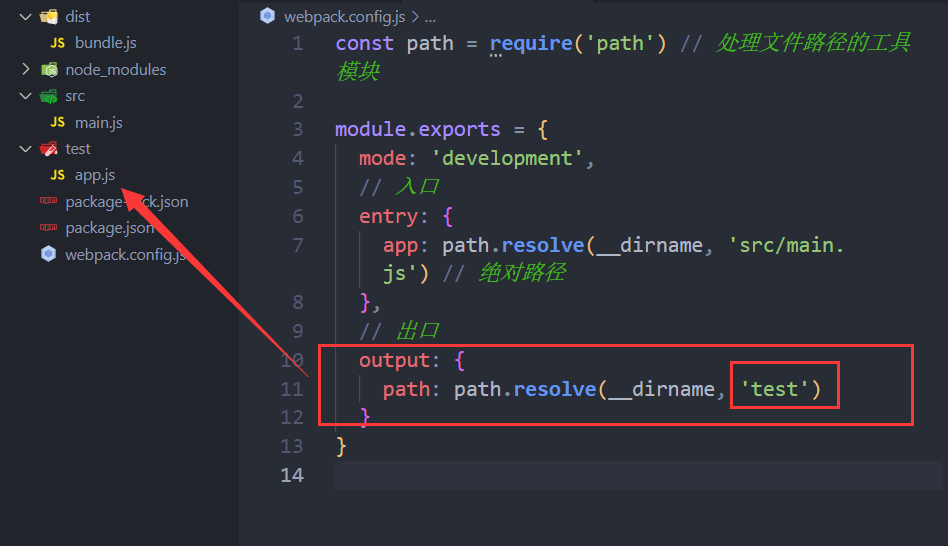 dist
JS bundle.js
node_modules
src
JS main.js
test
JS app.js
package-lock.json
package.json
webpack.config.js
webpack.config.js > ...
1 const path = require('path') // 处理文件路径的工具
模块
2
3 module.exports = {
4 mode: 'development',
5 // 入口
6 entry: {
7 app: path.resolve(__dirname, 'src/main.
js') // 绝对路径
8 },
9 // 出口
10 output: {
11 path: path.resolve(__dirname, 'test')
12 }
13 }
14